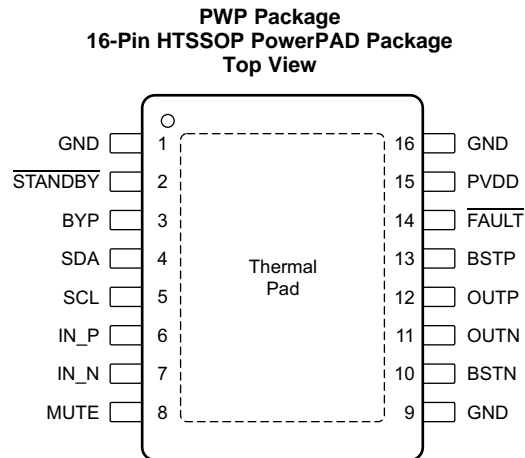 PWP Package
16-Pin HTSSOP PowerPAD Package
Top View
GND 1 16 GND
STANDBY 2 15 PVDD
BYP 3 14 FAULT
SDA 4 13 BSTP
Thermal
Pad
SCL 5 12 OUTP
IN_P 6 11 OUTN
IN_N 7 10 BSTN
MUTE 8 9 GND